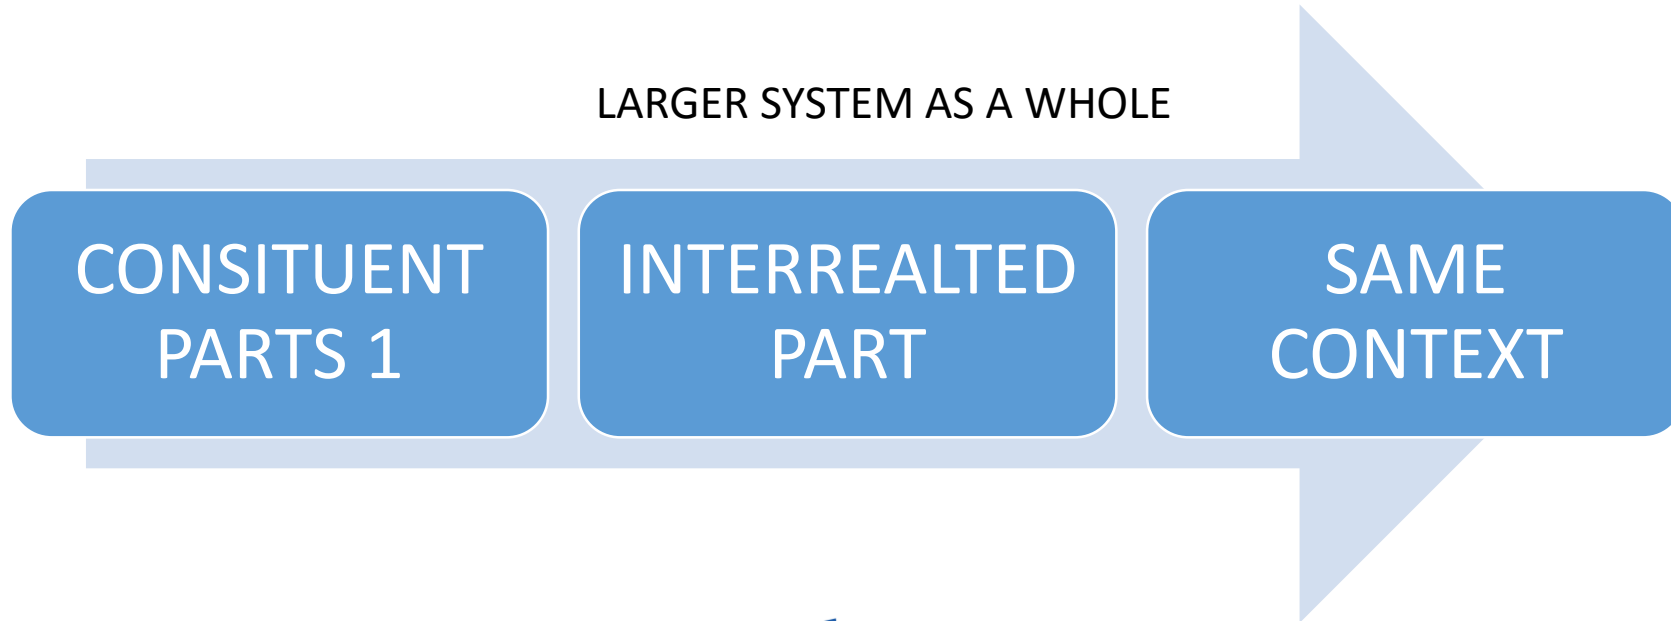 LARGER SYSTEM AS A WHOLE
CONSITUENT
PARTS 1
INTERREALTED
PART
SAME
CONTEXT